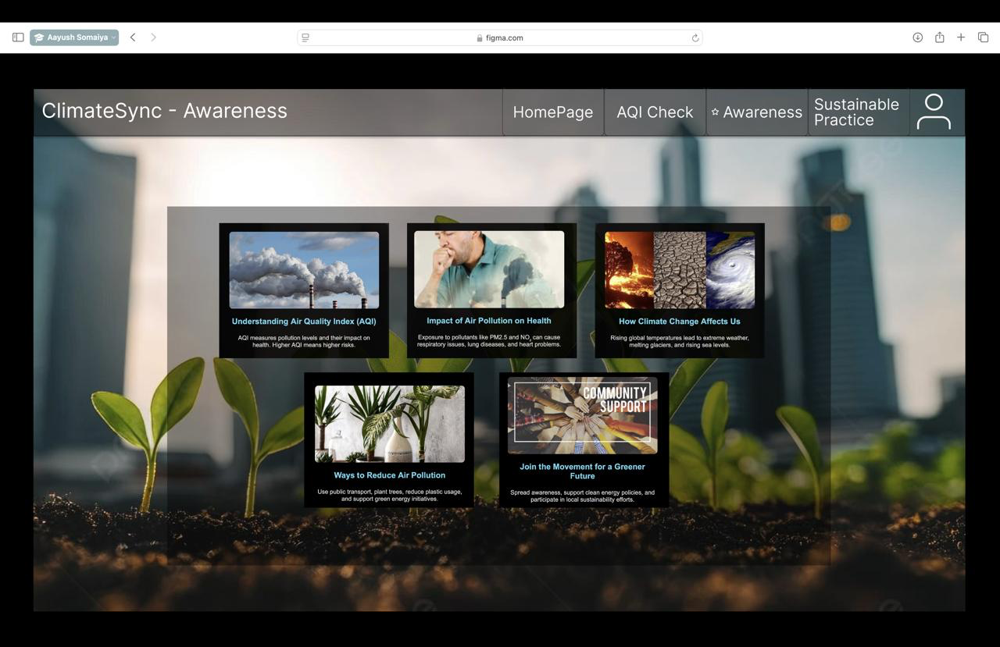 Aayush Somaiya
figma.com
ClimateSync - Awareness
HomePage
AQI Check
Awareness
Sustainable
Practice
Understanding Air Quality Index (AQI)
AQI measures pollution levels and their impact on
health. Higher AQI means higher risks.
Impact of Air Pollution on Health
Exposure to pollutants like PM2.5 and NO₂ can cause
respiratory issues, lung diseases, and heart problems.
How Climate Change Affects Us
Rising global temperatures lead to extreme weather,
melting glaciers, and rising sea levels.
Ways to Reduce Air Pollution
Use public transport, plant trees, reduce plastic usage,
and support green energy initiatives.
COMMUNITY
SUPPORT
Join the Movement for a Greener
Future
Spread awareness, support clean energy policies, and
participate in local sustainability efforts.